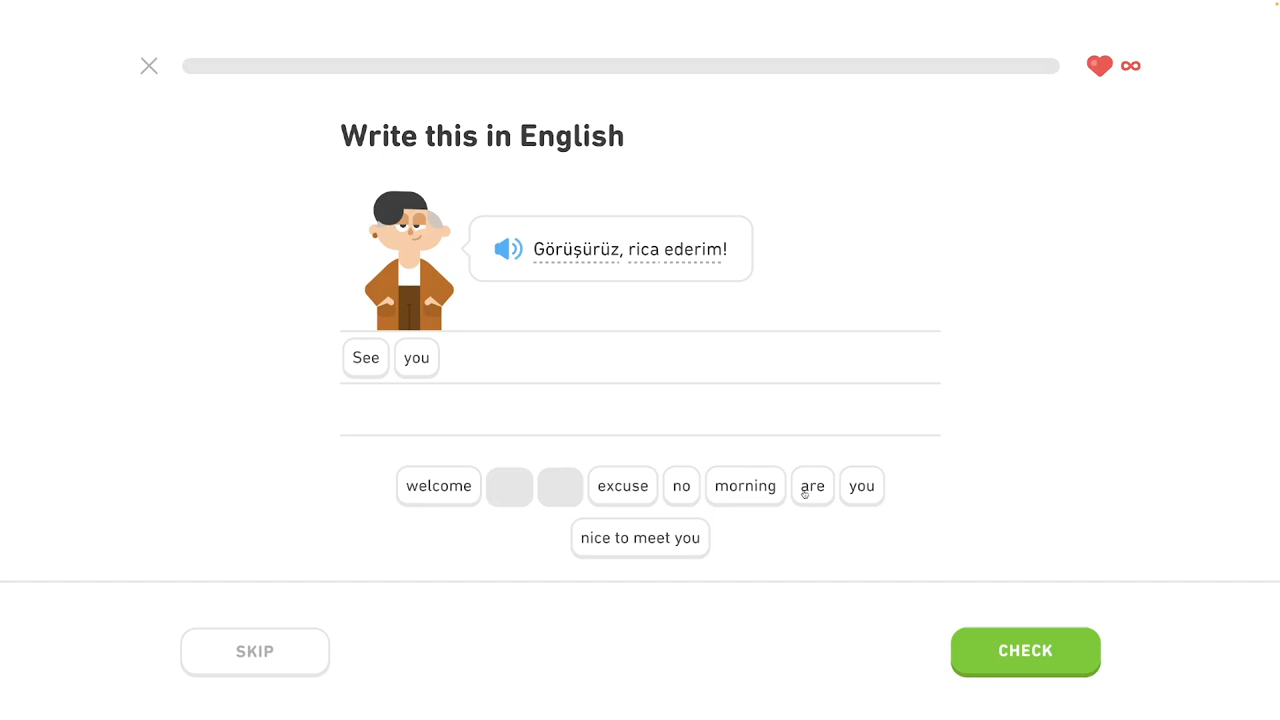 Write this in English
Görüşürüz, rica ederim!
See you
welcome excuse no morning are you
nice to meet you
SKIP CHECK